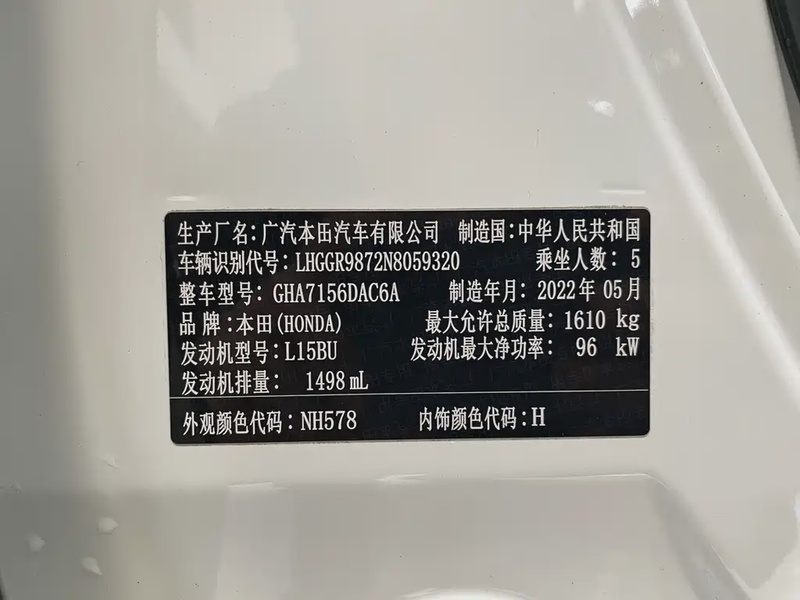 生产厂名：广汽本田汽车有限公司 制造国：中华人民共和国
车辆识别代号：LHGGR9872N8059320 乘坐人数：5
整车型号：GHA7156DAC6A 制造年月：2022年05月
品牌：本田(HONDA) 最大允许总质量：1610 kg
发动机型号：L15BU 发动机最大净功率：96 kW
发动机排量：1498 mL
外观颜色代码：NH578 内饰颜色代码：H